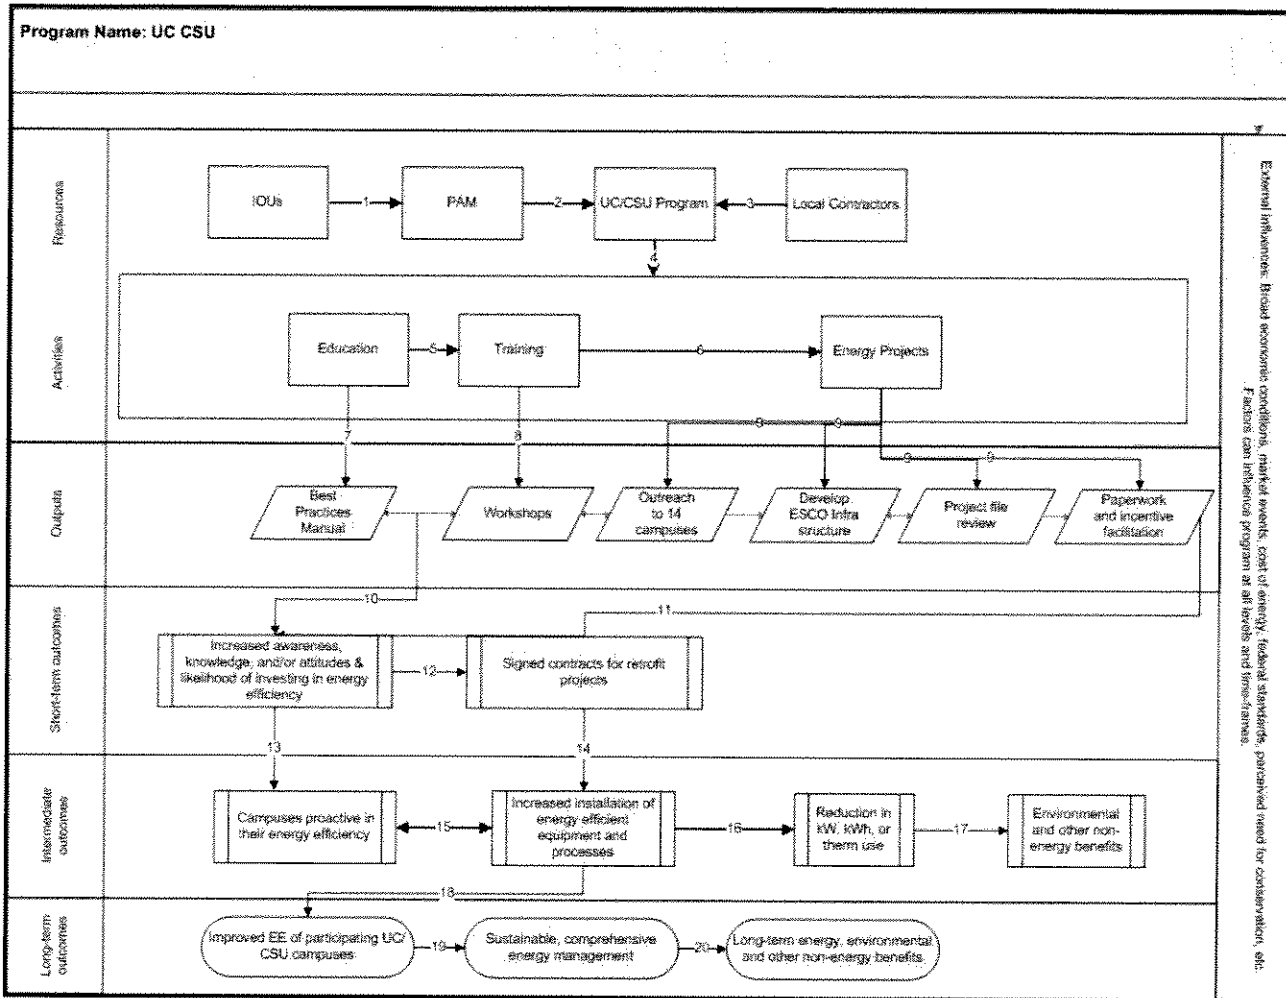 Program Name: UC CSU
Resources
IOUs
1
PAM
2
UC/CSU Program
3
Local Contractors
4
Activities
Education
5
Training
6
Energy Projects
7
8
9
9
9
9
Outputs
Best
Practices
Manual
Workshops
Outreach
to 14
campuses
Develop
ESCO Infra
structure
Project file
review
Paperwork
and incentive
facilitation
10
11
Short-term outcomes
Increased awareness,
knowledge, and/or attitudes &
likelihood of investing in energy
efficiency
12
Signed contracts for retrofit
projects
13
14
Intermediate
outcomes
Campuses proactive in
their energy efficiency
15
Increased installation of
energy efficient
equipment and
processes
16
Reduction in
kW, kWh, or
therm use
17
Environmental
and other non-
energy benefits
18
Long-term
outcomes
Improved EE of participating UC/
CSU campuses
19
Sustainable, comprehensive
energy management
20
Long-term energy, environmental
and other non-energy benefits
External influences: Broad economic conditions, market events, cost of energy, federal standards, perceived need for conservation, etc.
Factors can influence program at all levels and time-frames.